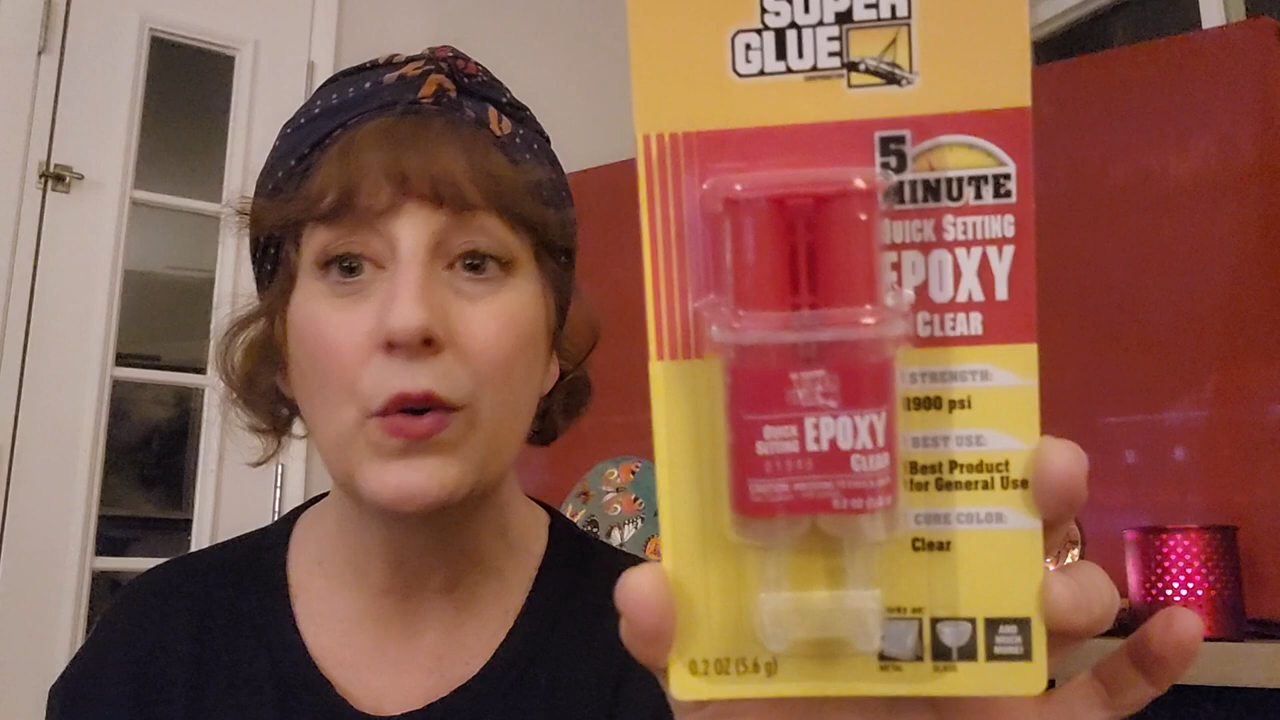 SUPER
GLUE
CORPORATION
5
MINUTE
QUICK SETTING
EPOXY
CLEAR
STRENGTH:
1900 psi
BEST USE:
Best Product
for General Use
CURE COLOR:
Clear
QUICK
SETTING EPOXY
CLEAR
METAL
GLASS
AND
MUCH
MORE!
0.2 OZ (5.6 g)